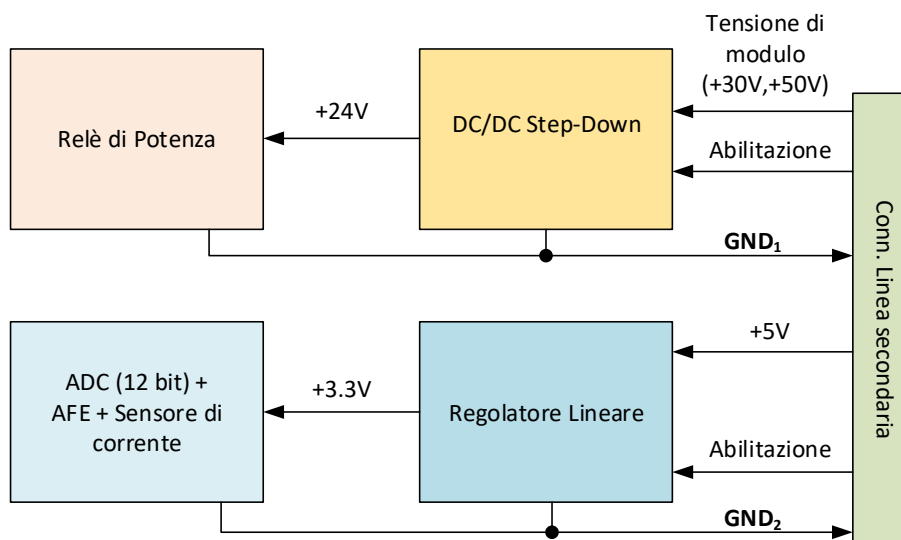 Tensione di
modulo
(+30V,+50V)
Relè di Potenza
+24V
DC/DC Step-Down
Abilitazione
GND₁
Conn. Linea secondaria
ADC (12 bit) +
AFE + Sensore di
corrente
+3.3V
Regolatore Lineare
+5V
Abilitazione
GND₂